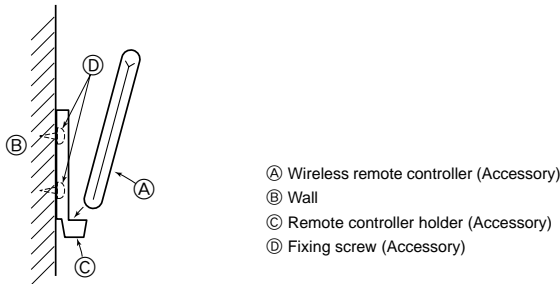 Ⓓ
Ⓑ
Ⓐ
Ⓒ
Ⓐ Wireless remote controller (Accessory)
Ⓑ Wall
Ⓒ Remote controller holder (Accessory)
Ⓓ Fixing screw (Accessory)